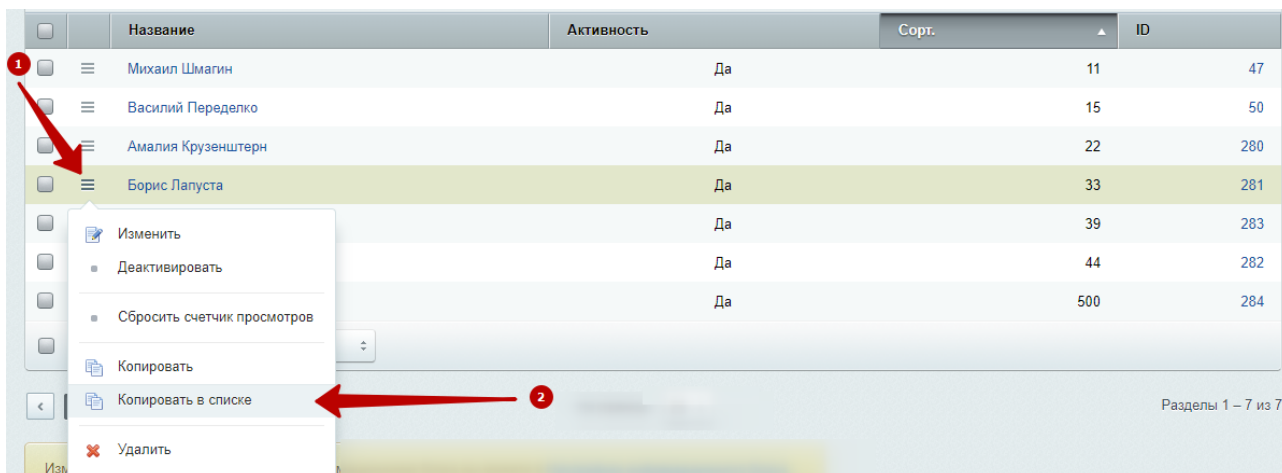 Название Активность Сорт. ID
1
Михаил Шмагин Да 11 47
Василий Переделко Да 15 50
Амалия Крузенштерн Да 22 280
Борис Лапуста Да 33 281
Да 39 283
Изменить
Да 44 282
Деактивировать
Да 500 284
Сбросить счетчик просмотров
Копировать
Копировать в списке 2
Разделы 1 – 7 из 7
Удалить